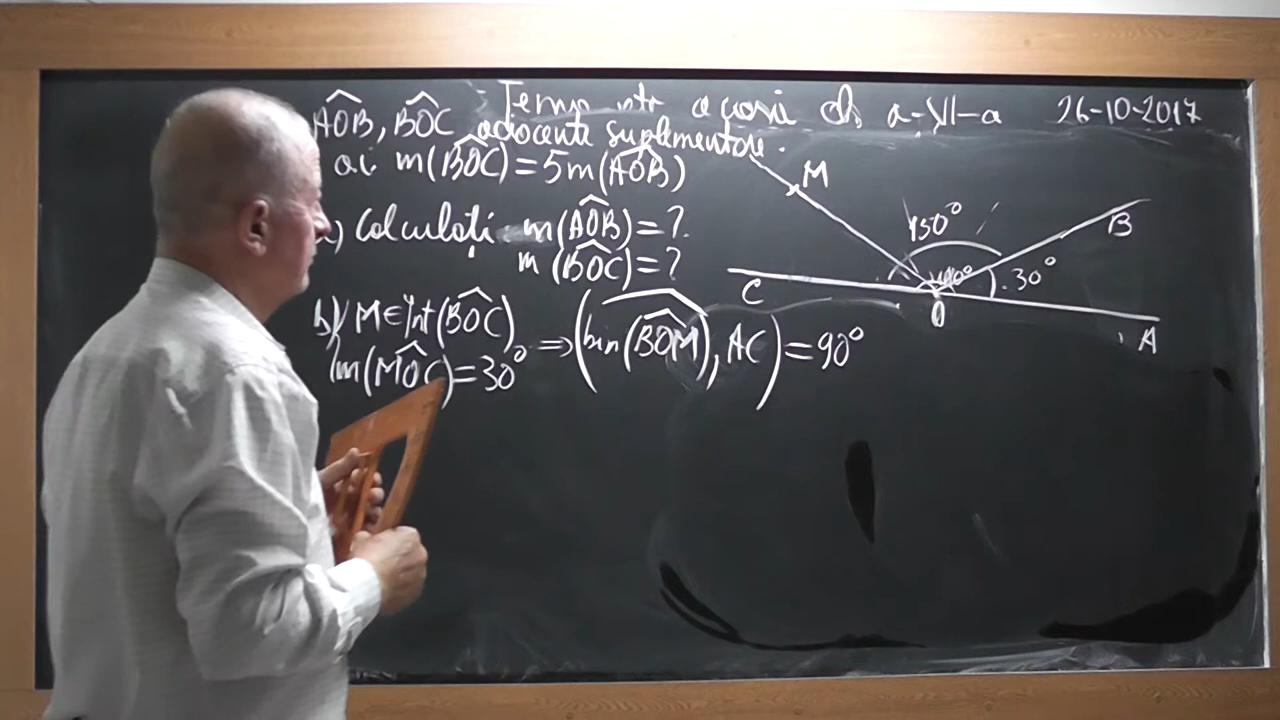 26-10-2017
AOB, BOC adiacente suplementare.
aî m(BOC)=5m(AOB)
a) Calculați m(AOB)=?
m(BOC)=?
b) M∈Int(BOC)
m(MOC)=30° ⇒ (bis(BOM), AC)=90°
M
150°
B
C
30°
O
A